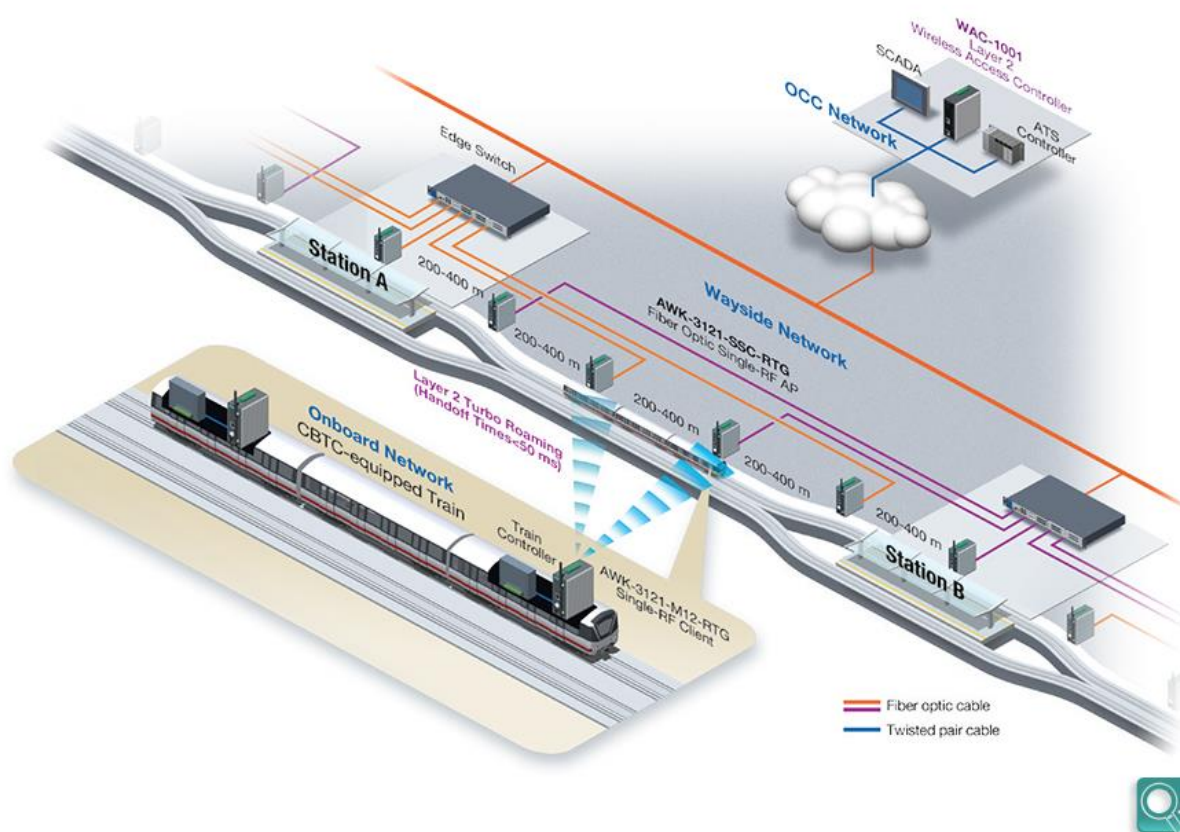 WAC-1001
Layer 2
Wireless Access Controller
SCADA
OCC Network
ATS
Controller
Edge Switch
Station A
200-400 m
200-400 m
200-400 m
200-400 m
200-400 m
Wayside Network
AWK-3121-SSC-RTG
Fiber Optic Single-RF AP
Layer 2 Turbo Roaming
(Handoff Times<50 ms)
Onboard Network
CBTC-equipped Train
Train
Controller
AWK-3121-M12-RTG
Single-RF Client
Station B
Fiber optic cable
Twisted pair cable